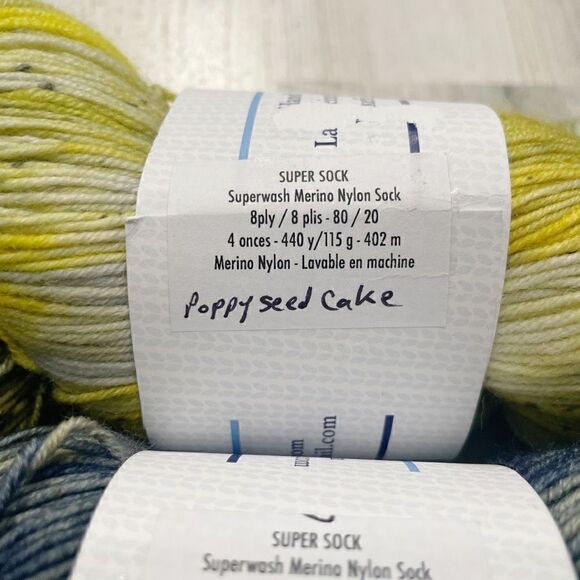 La
SUPER SOCK
Superwash Merino Nylon Sock
8ply / 8 plis - 80 / 20
4 onces - 440 y/115 g - 402 m
Merino Nylon - Lavable en machine
Poppyseed Cake
SUPER SOCK
Superwash Merino Nylon Sock